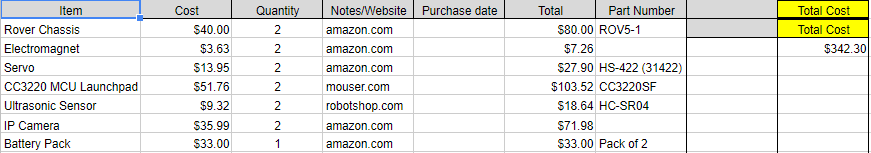 Item Cost Quantity Notes/Website Purchase date Total Part Number Total Cost
Rover Chassis $40.00 2 amazon.com $80.00 ROV5-1 Total Cost
Electromagnet $3.63 2 amazon.com $7.26 $342.30
Servo $13.95 2 amazon.com $27.90 HS-422 (31422)
CC3220 MCU Launchpad $51.76 2 mouser.com $103.52 CC3220SF
Ultrasonic Sensor $9.32 2 robotshop.com $18.64 HC-SR04
IP Camera $35.99 2 amazon.com $71.98
Battery Pack $33.00 1 amazon.com $33.00 Pack of 2